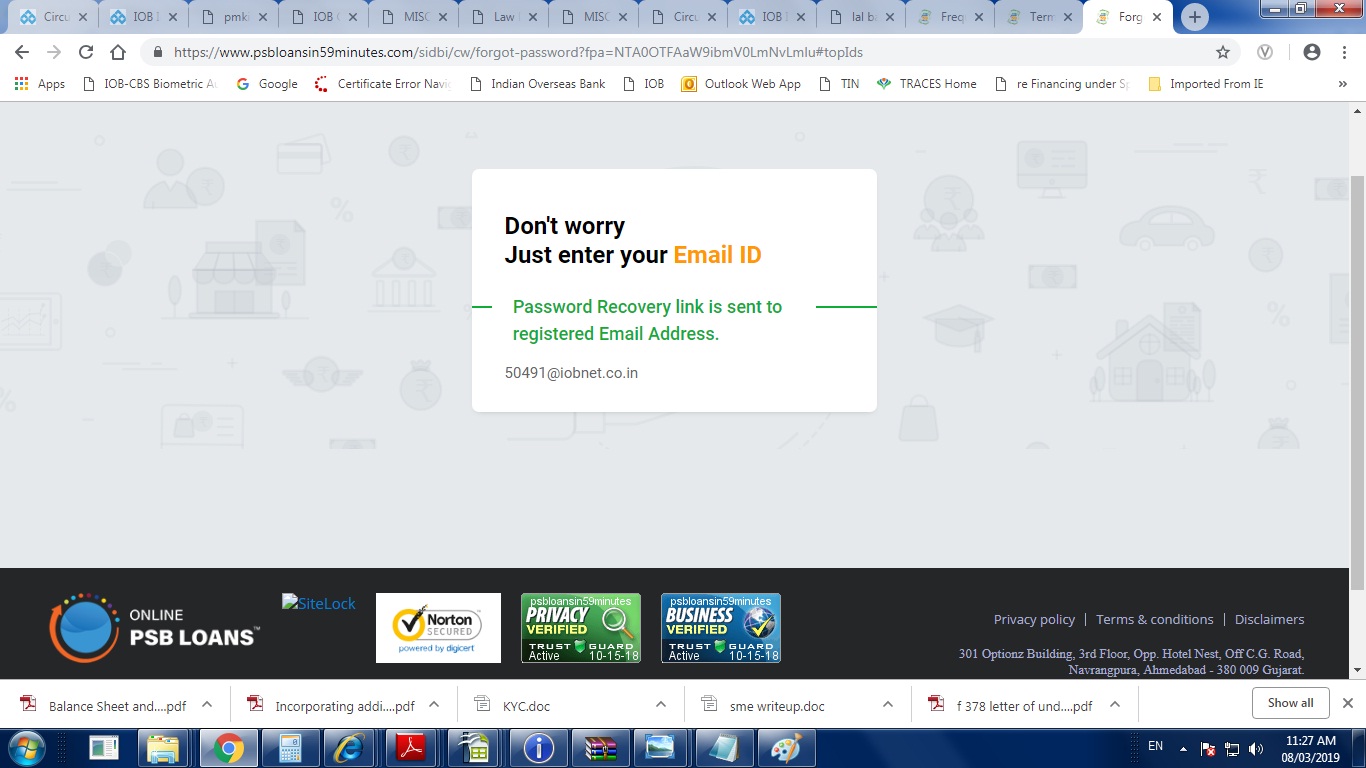 Circu
IOB I
pmki
IOB (
MISC
Law
MISC
Circu
IOB I
lal ba
Freq
Term
Forg
https://www.psbloansin59minutes.com/sidbi/cw/forgot-password?fpa=NTA0OTFAaW9ibmV0LmNvLmlu#topIds
Apps
IOB-CBS Biometric Au
Google
Certificate Error Navig
Indian Overseas Bank
IOB
Outlook Web App
TIN
TRACES Home
re Financing under Sp
Imported From IE
»
Don't worry
Just enter your Email ID
Password Recovery link is sent to
registered Email Address.
50491@iobnet.co.in
ONLINE
PSB LOANS™
SiteLock
Norton
SECURED
powered by digicert
psbloansin59minutes
PRIVACY
VERIFIED
TRUST GUARD
Active 10-15-18
psbloansin59minutes
BUSINESS
VERIFIED
TRUST GUARD
Active 10-15-18
Privacy policy | Terms & conditions | Disclaimers
301 Optionz Building, 3rd Floor, Opp. Hotel Nest, Off C.G. Road,
Navrangpura, Ahmedabad - 380 009 Gujarat.
Balance Sheet and....pdf
Incorporating addi....pdf
KYC.doc
sme writeup.doc
f 378 letter of und....pdf
Show all
EN
11:27 AM
08/03/2019